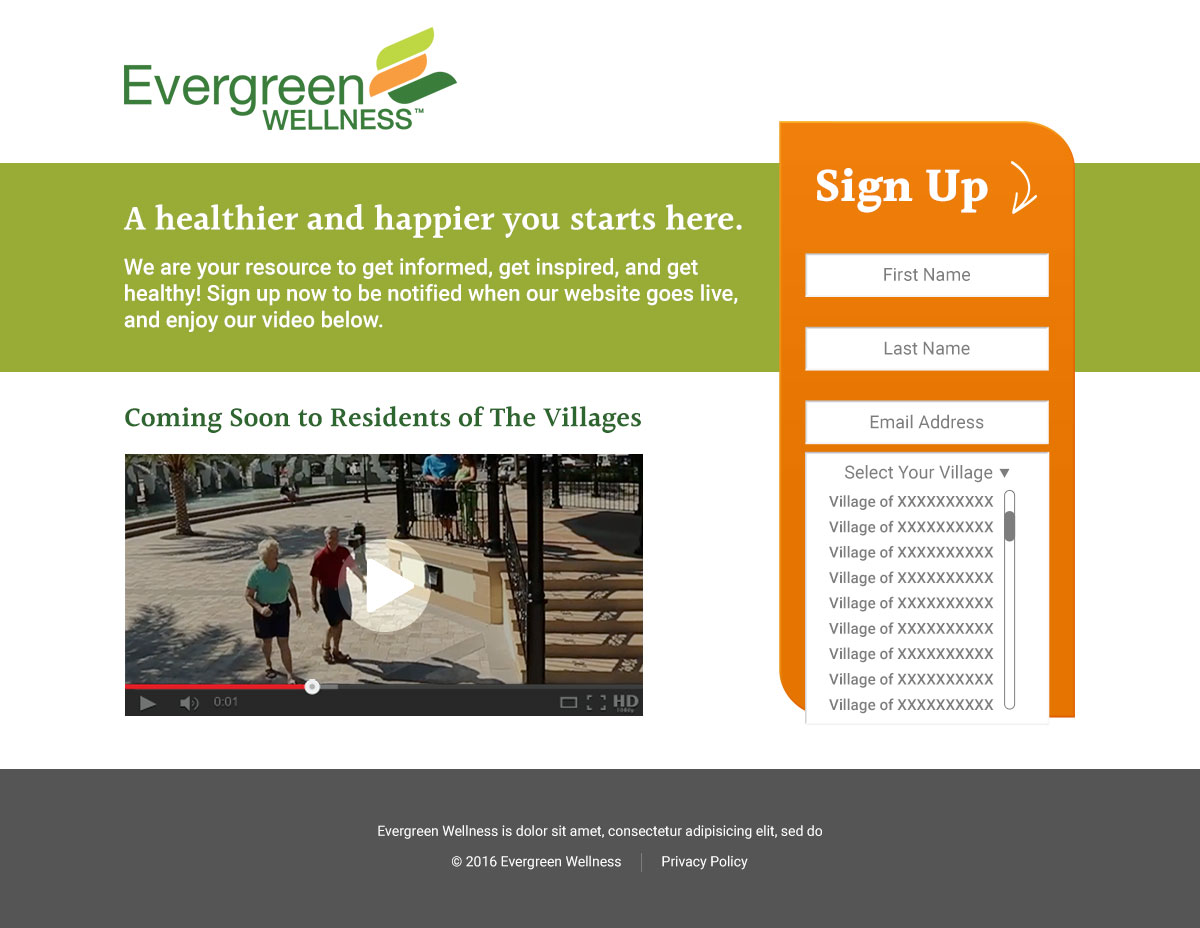 Evergreen
WELLNESS™
A healthier and happier you starts here.
We are your resource to get informed, get inspired, and get
healthy! Sign up now to be notified when our website goes live,
and enjoy our video below.
Sign Up
First Name
Last Name
Email Address
Select Your Village ▼
Village of XXXXXXXXXX
Village of XXXXXXXXXX
Village of XXXXXXXXXX
Village of XXXXXXXXXX
Village of XXXXXXXXXX
Village of XXXXXXXXXX
Village of XXXXXXXXXX
Village of XXXXXXXXXX
Village of XXXXXXXXXX
Coming Soon to Residents of The Villages
0:01
HD
1080p
Evergreen Wellness is dolor sit amet, consectetur adipisicing elit, sed do
© 2016 Evergreen Wellness
Privacy Policy